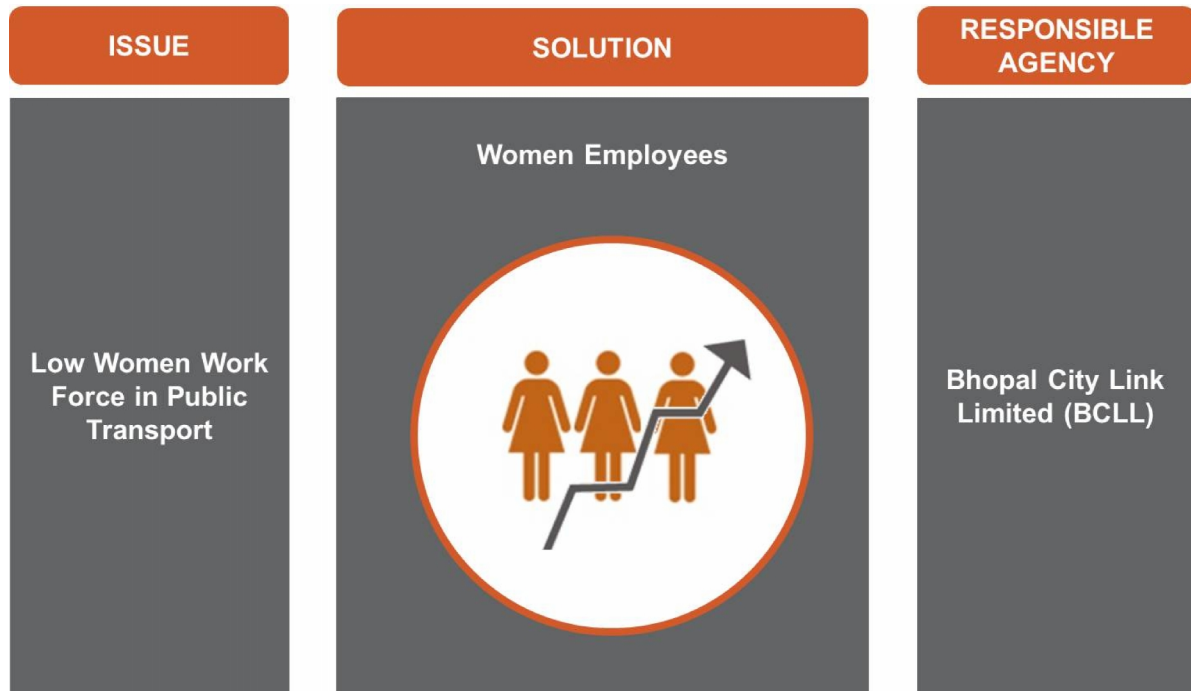 ISSUE
SOLUTION
RESPONSIBLE
AGENCY
Low Women Work
Force in Public
Transport
Women Employees
Bhopal City Link
Limited (BCLL)